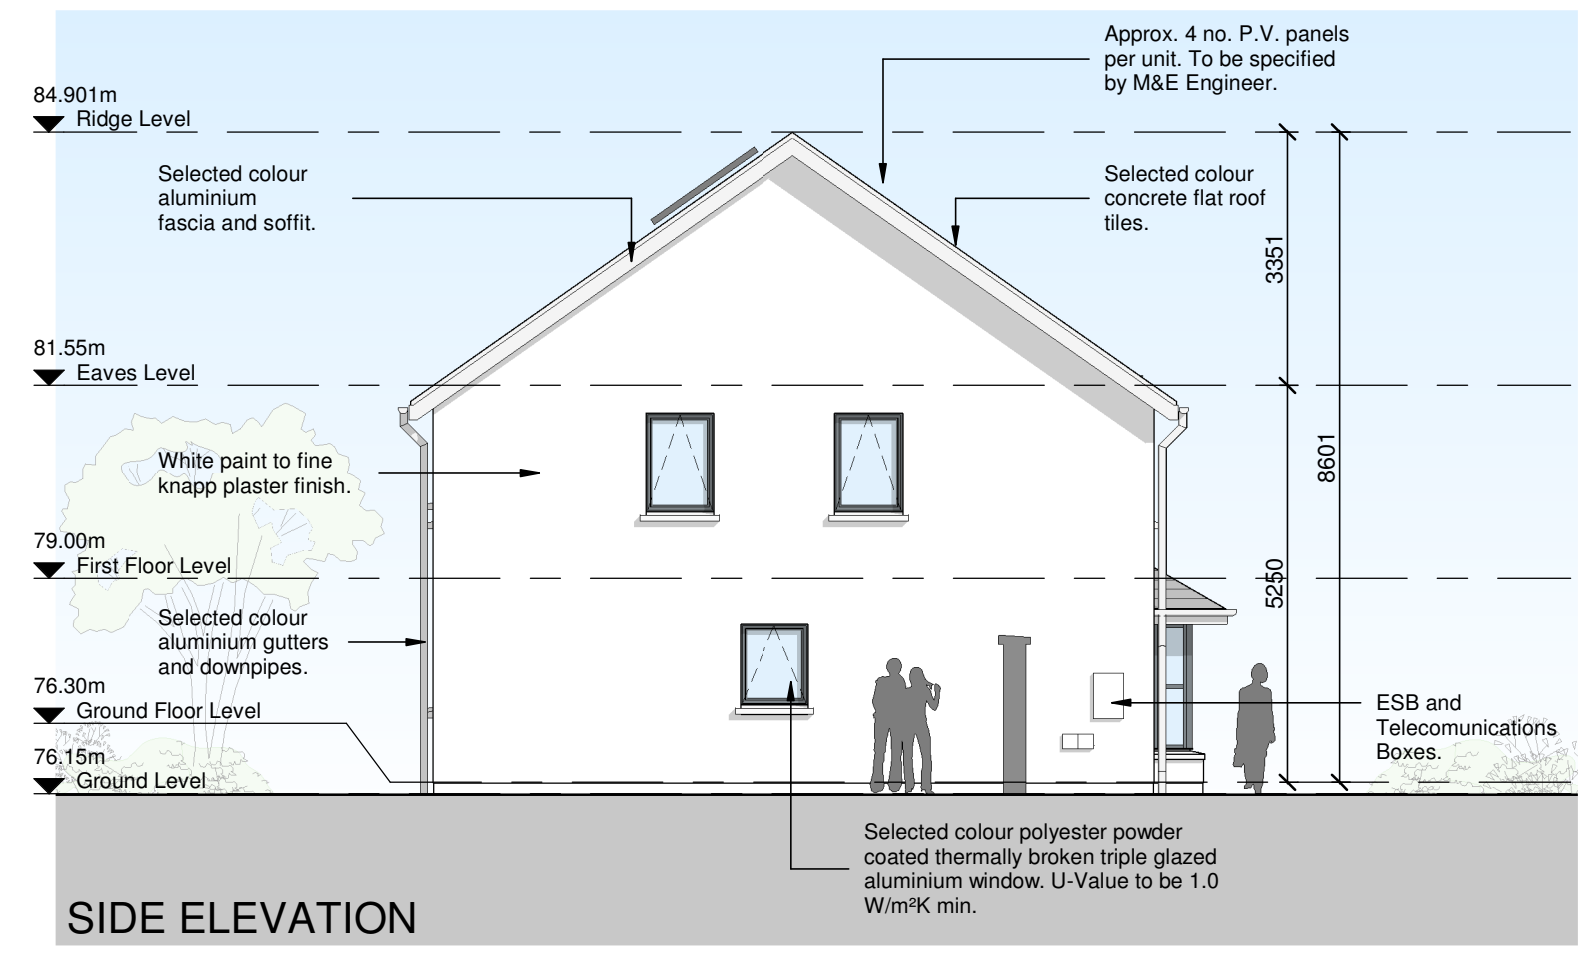 Approx. 4 no. P.V. panels
per unit. To be specified
by M&E Engineer.
84.901m
Ridge Level
Selected colour
aluminium
fascia and soffit.
Selected colour
concrete flat roof
tiles.
3351
81.55m
Eaves Level
8601
White paint to fine
knapp plaster finish.
79.00m
First Floor Level
5250
Selected colour
aluminium gutters
and downpipes.
76.30m
Ground Floor Level
ESB and
Telecomunications
Boxes.
76.15m
Ground Level
Selected colour polyester powder
coated thermally broken triple glazed
aluminium window. U-Value to be 1.0
W/m²K min.
SIDE ELEVATION